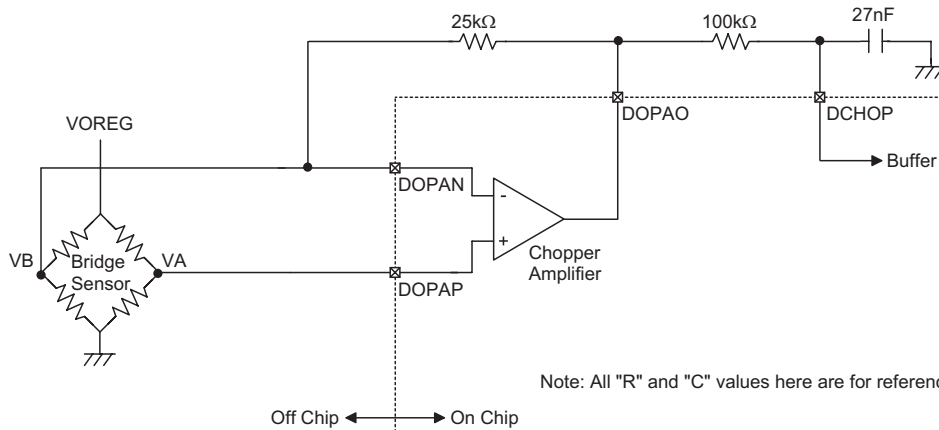 25kΩ
100kΩ
27nF
DOPAO
DCHOP
VOREG
Buffer
DOPAN
-
VB
Bridge
Sensor
VA
+
Chopper
Amplifier
DOPAP
Note: All "R" and "C" values here are for referenc
Off Chip
On Chip